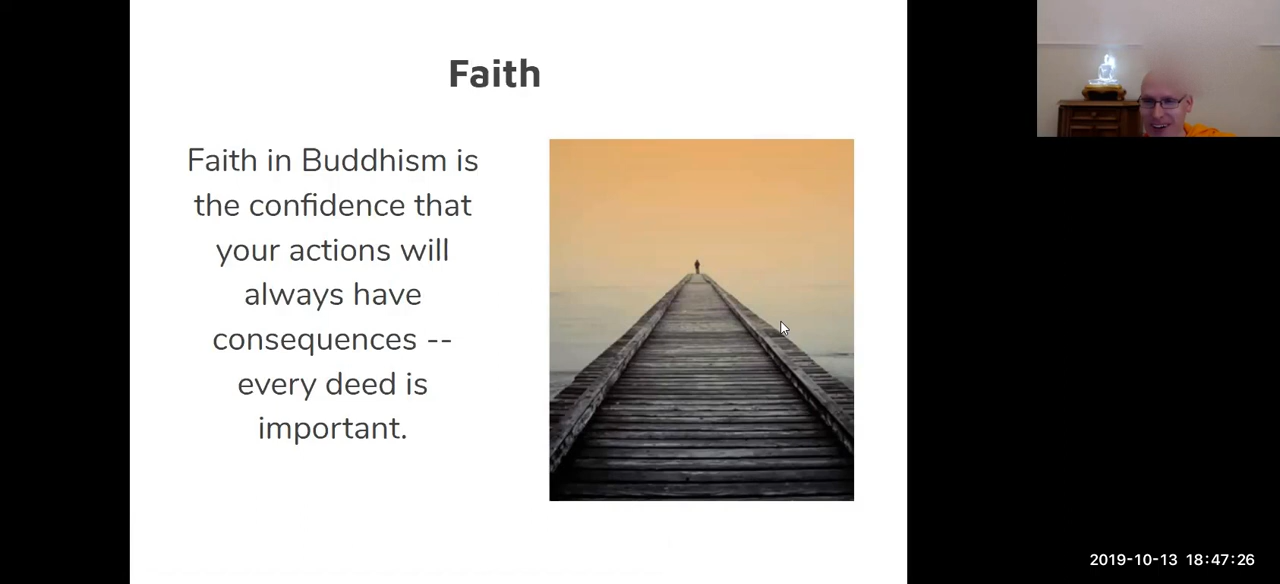 Faith
Faith in Buddhism is
the confidence that
your actions will
always have
consequences --
every deed is
important.
2019-10-13 18:47:26